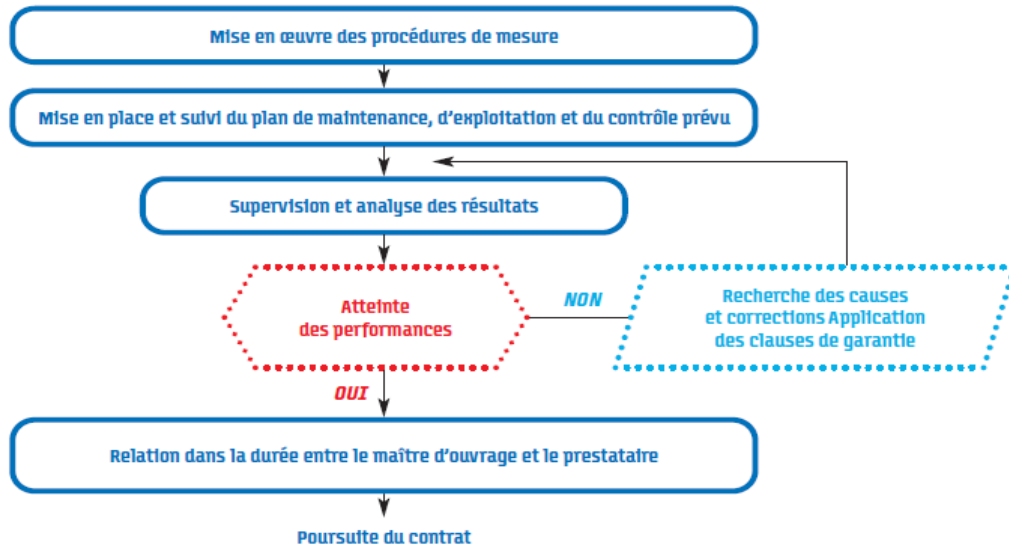 Mise en œuvre des procédures de mesure
Mise en place et suivi du plan de maintenance, d'exploitation et du contrôle prévu
Supervision et analyse des résultats
Atteinte
des performances
NON
Recherche des causes
et corrections Application
des clauses de garantie
OUI
Relation dans la durée entre le maître d'ouvrage et le prestataire
Poursuite du contrat